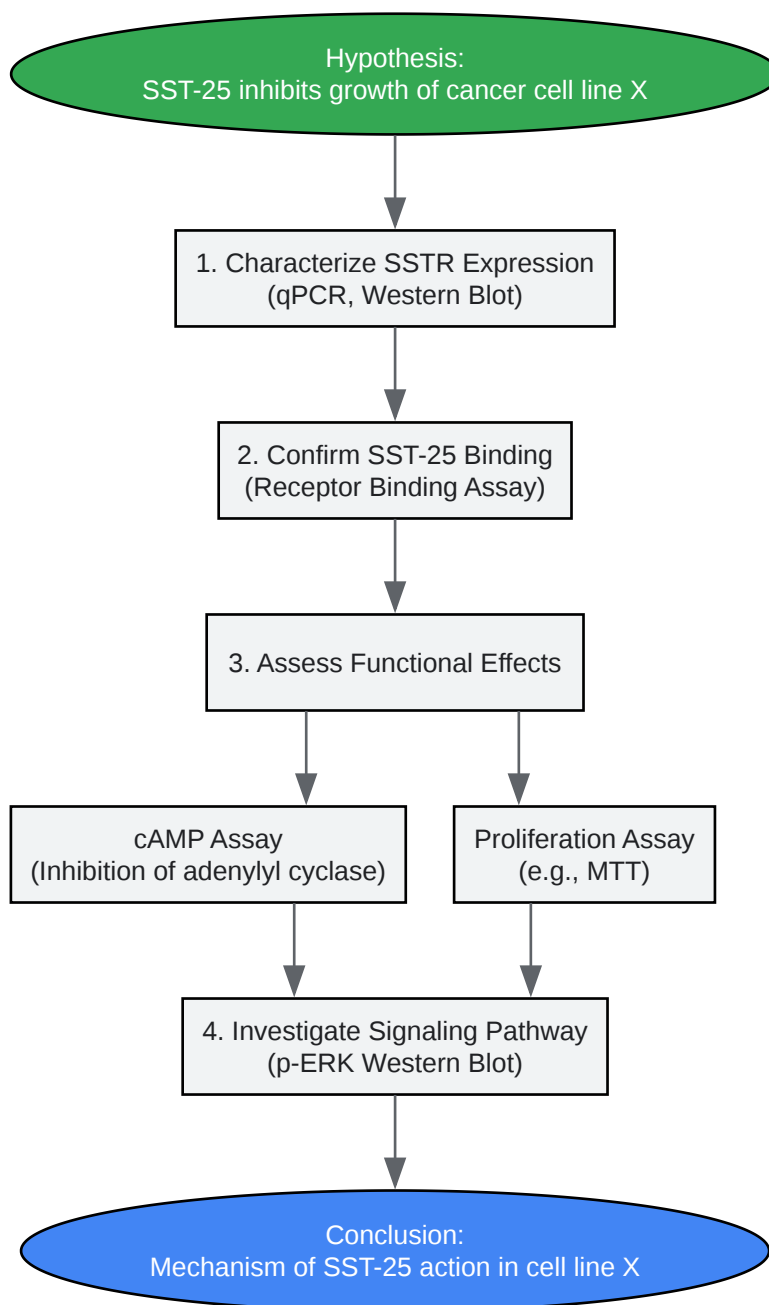 Hypothesis:
SST-25 inhibits growth of cancer cell line X
1. Characterize SSTR Expression
(qPCR, Western Blot)
2. Confirm SST-25 Binding
(Receptor Binding Assay)
3. Assess Functional Effects
cAMP Assay
(Inhibition of adenylyl cyclase)
Proliferation Assay
(e.g., MTT)
4. Investigate Signaling Pathway
(p-ERK Western Blot)
Conclusion:
Mechanism of SST-25 action in cell line X